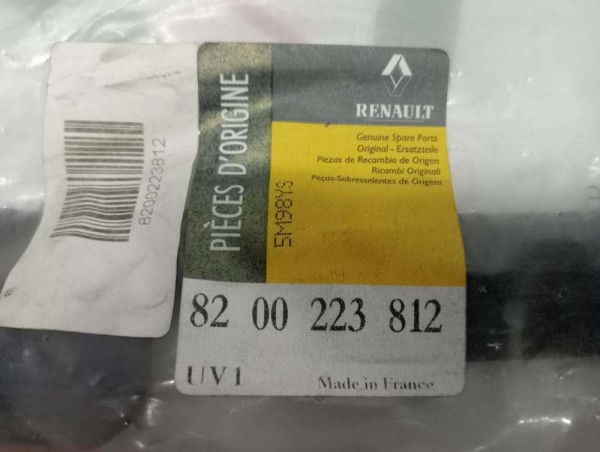 8200223812
PIÈCES D'ORIGINE
RENAULT
Genuine Spare Parts
Original - Ersatzteile
Piezas de Recambio de Origen
Ricambi Originali
Peças-Sobresselentes de Origem
5M98YS
82 00 223 812
UV1 Made in France